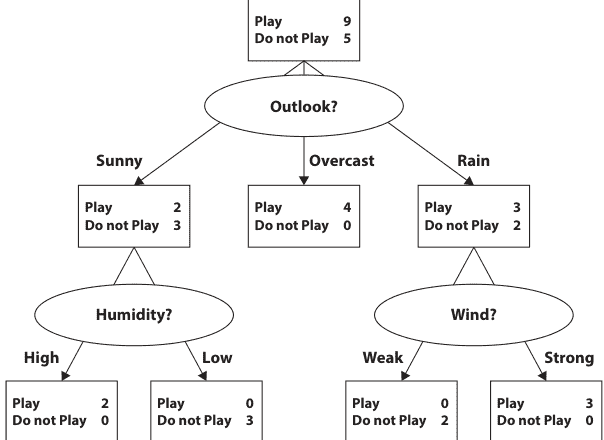 Play 9
Do not Play 5
Outlook?
Sunny
Overcast
Rain
Play 2
Do not Play 3
Play 4
Do not Play 0
Play 3
Do not Play 2
Humidity?
Wind?
High
Low
Weak
Strong
Play 2
Do not Play 0
Play 0
Do not Play 3
Play 0
Do not Play 2
Play 3
Do not Play 0